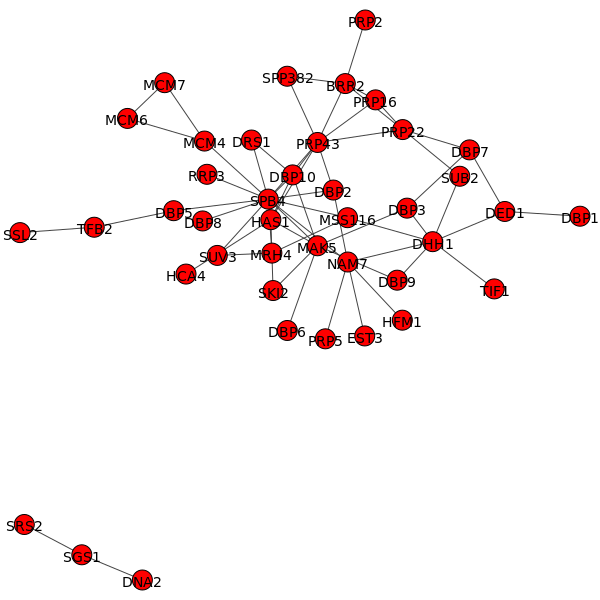 PRP2
SPP382
BRR2
MCM7
PRP16
MCM6
PRP22
MCM4
DRS1
PRP43
DBP7
RRP3
DBP10
SUB2
DBP2
SPB4
DBP5
DBP8
HAS1
MSS116
DBP3
DED1
DBP1
SSL2
TFB2
SUV3
MRH4
MAK5
DHH1
NAM7
HCA4
SKI2
DBP9
TIF1
DBP6
PRP5
EST3
HFM1
SRS2
SGS1
DNA2